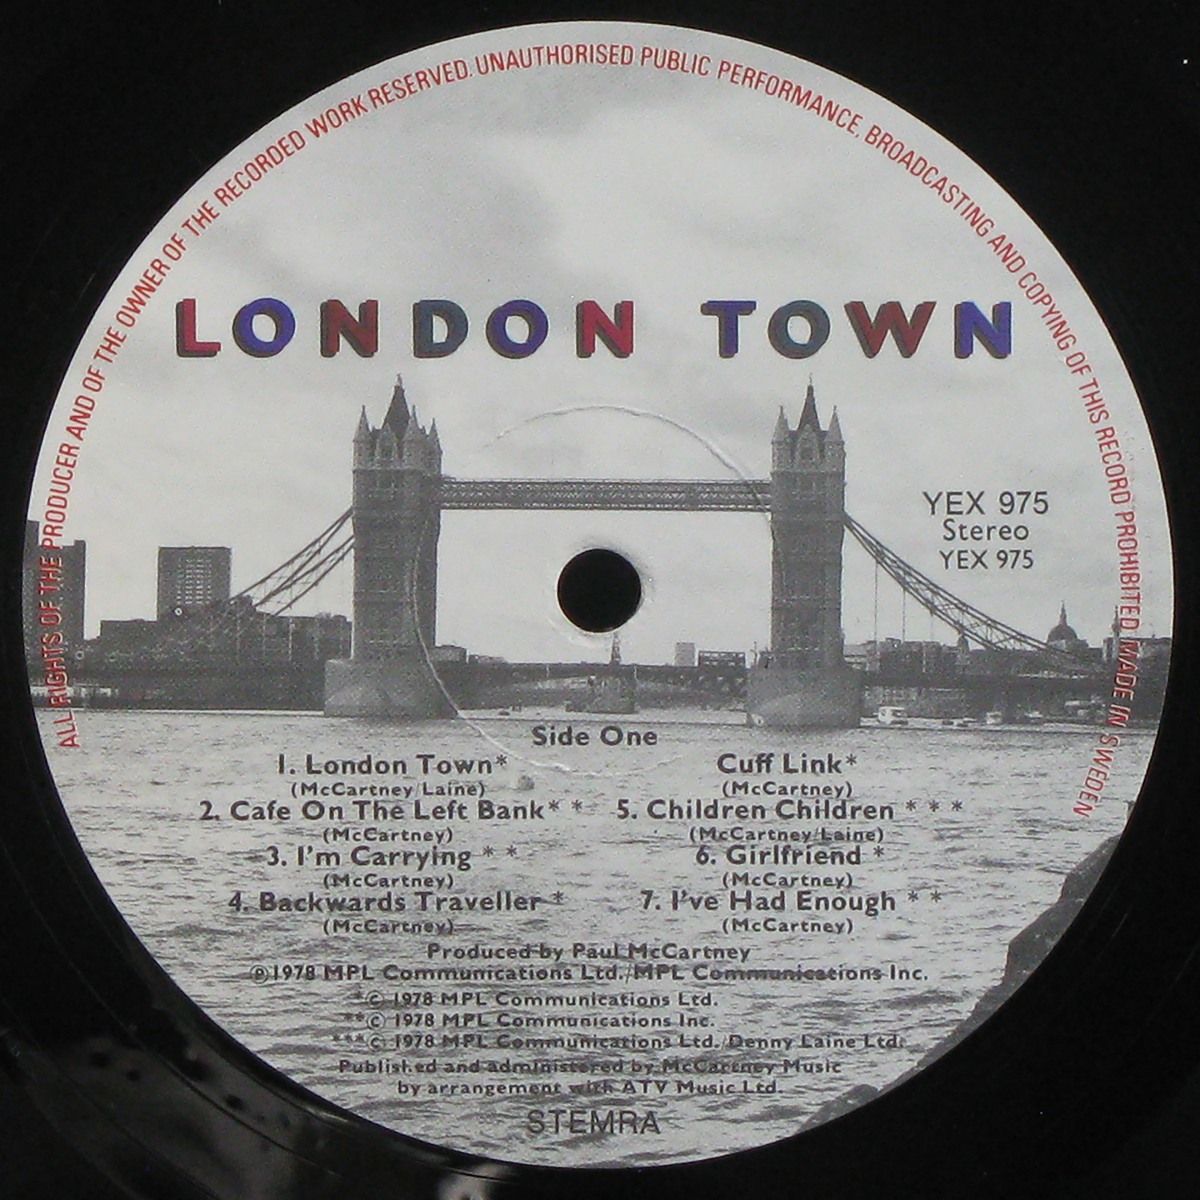 ALL RIGHTS OF THE PRODUCER AND OF THE OWNER OF THE RECORDED WORK RESERVED. UNAUTHORISED PUBLIC PERFORMANCE, BROADCASTING AND COPYING OF THIS RECORD PROHIBITED. MADE IN SWEDEN
LONDON TOWN
YEX 975
Stereo
YEX 975
Side One
1. London Town*
(McCartney/Laine)
2. Cafe On The Left Bank* *
(McCartney)
3. I'm Carrying * *
(McCartney)
4. Backwards Traveller *
(McCartney)
Cuff Link*
(McCartney)
5. Children Children * * *
(McCartney/Laine)
6. Girlfriend *
(McCartney)
7. I've Had Enough * *
(McCartney)
Produced by Paul McCartney
℗1978 MPL Communications Ltd./MPL Communications Inc.
*© 1978 MPL Communications Ltd.
**© 1978 MPL Communications Inc.
***© 1978 MPL Communications Ltd./Denny Laine Ltd.
Published and administered by McCartney Music
by arrangement with ATV Music Ltd.
STEMRA